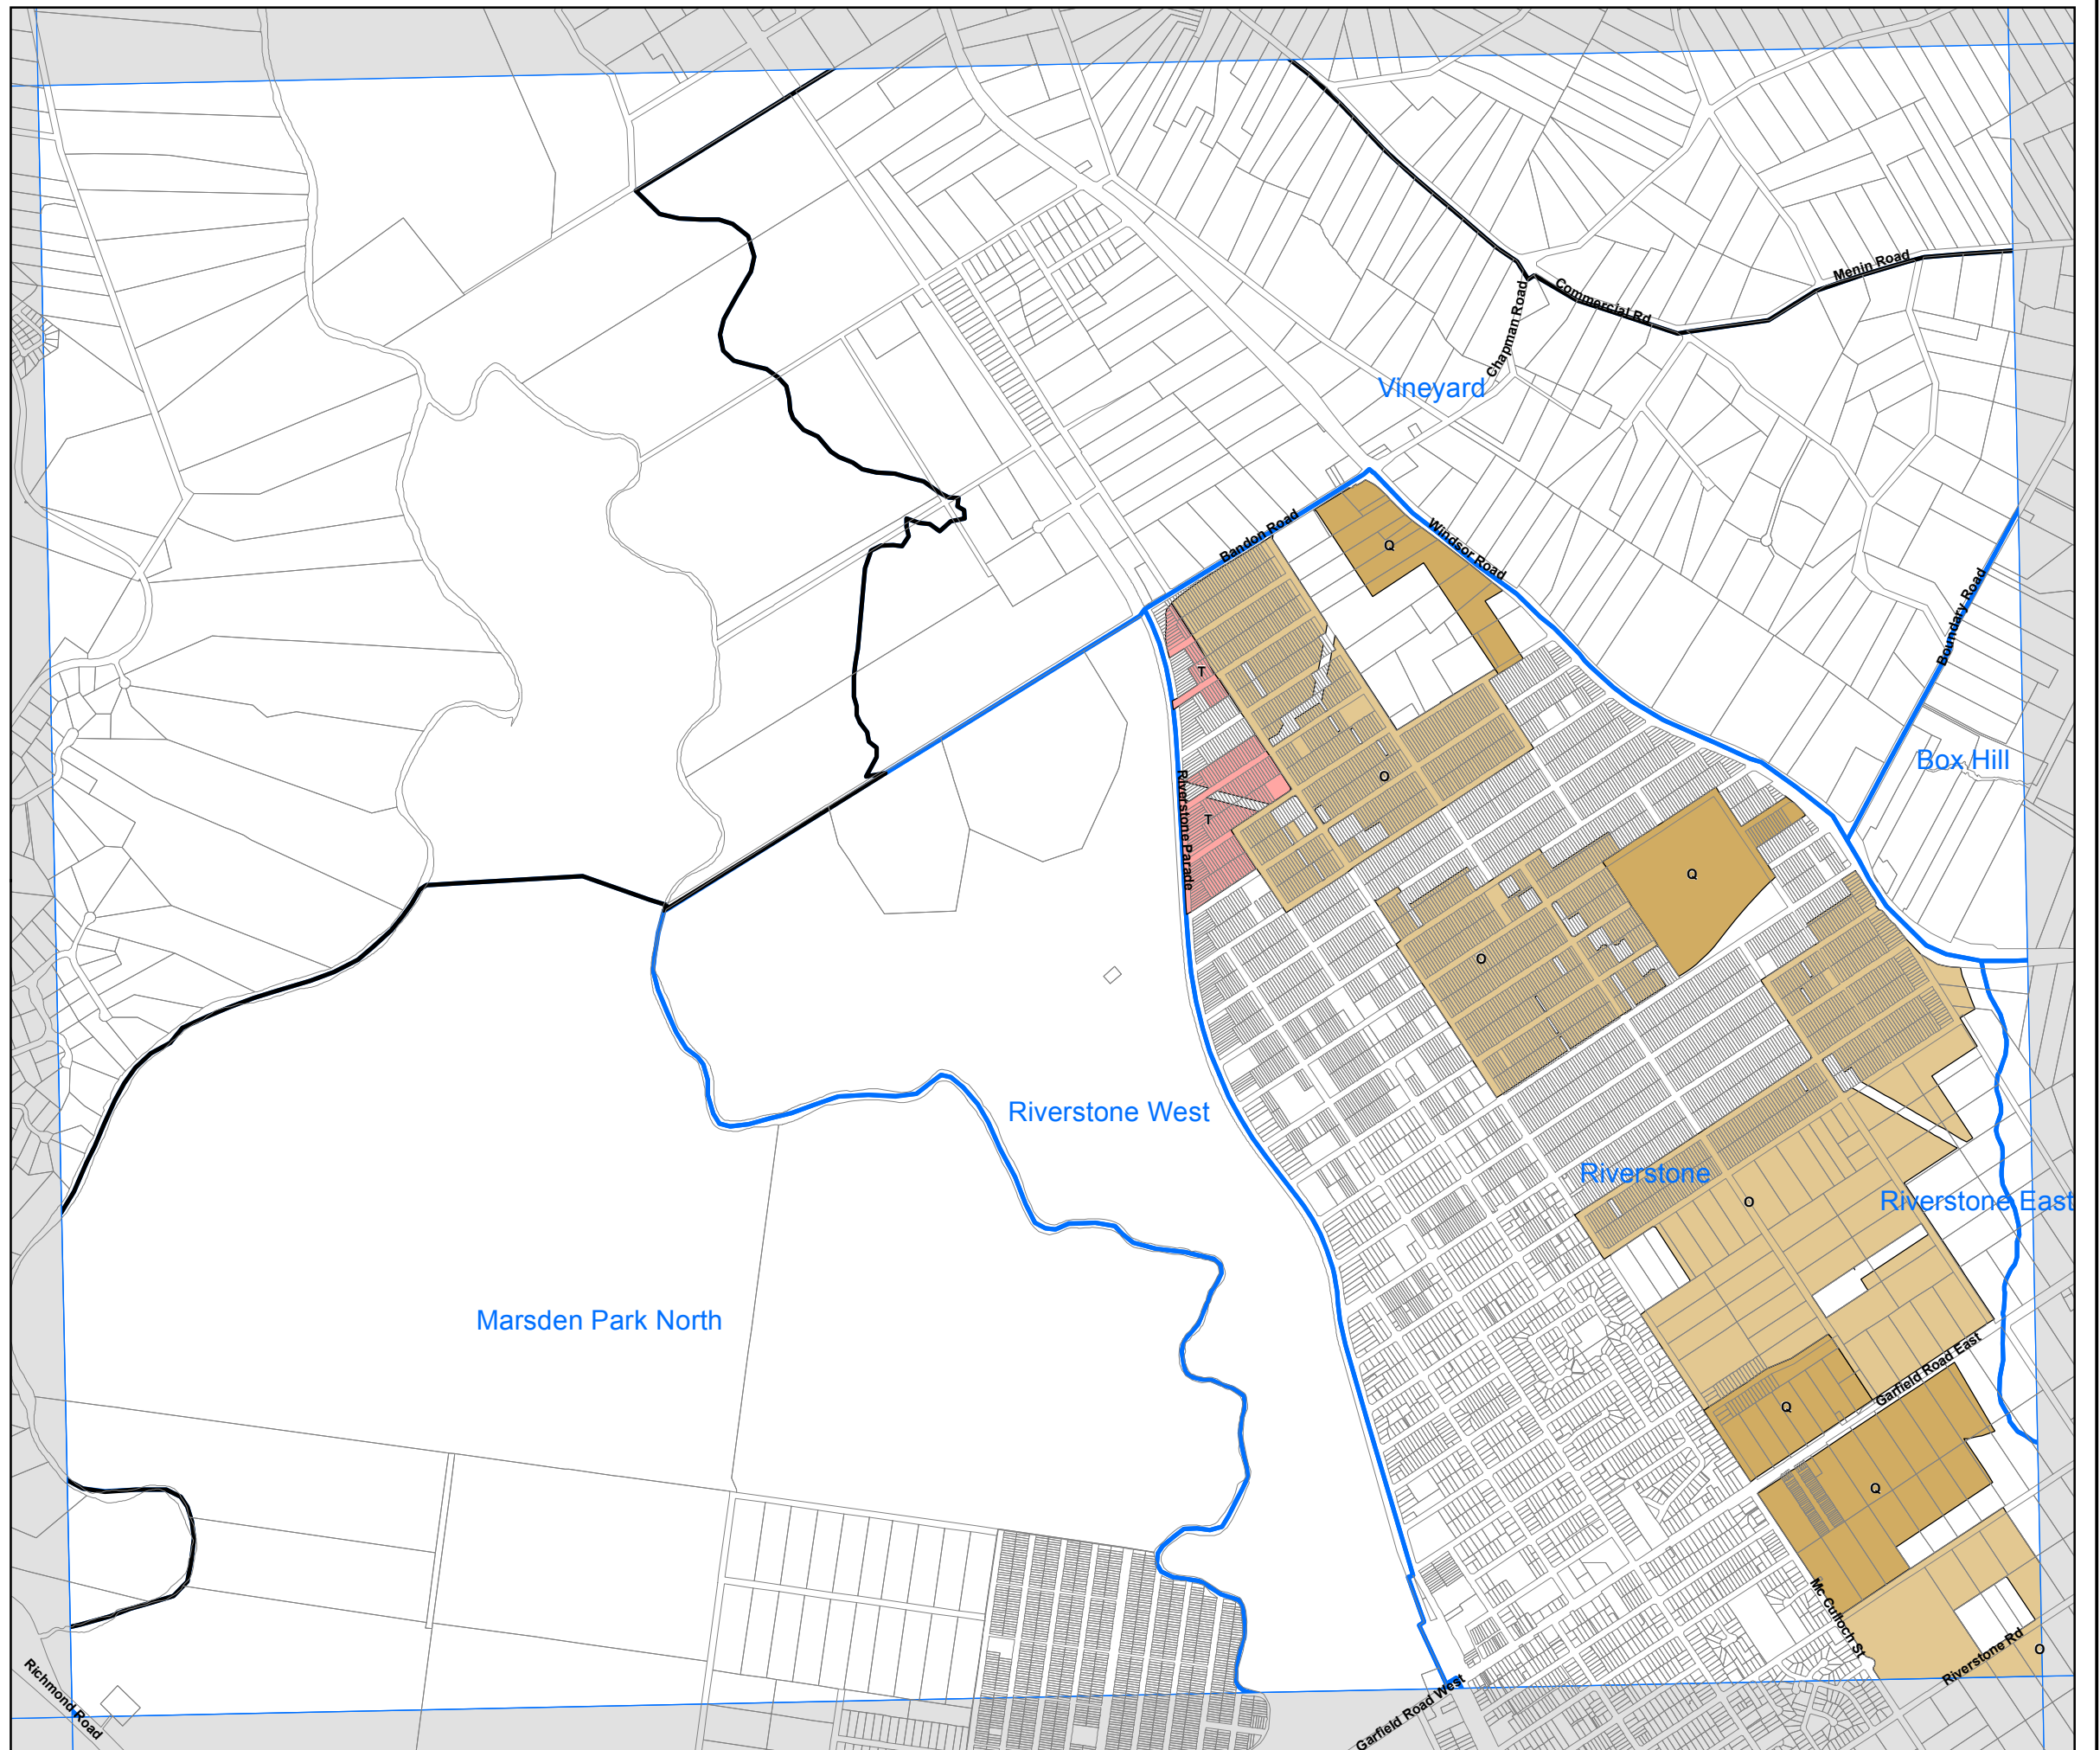 Menin Road
Commercial Rd
Chapman Road
Vineyard
Bandon Road
Windsor Road
Q
Boundary Road
T
Box Hill
O
Riverstone Parade
T
Q
O
Riverstone West
Riverstone
Riverstone East
O
Marsden Park North
Garfield Road East
Q
Q
Mc Culloch St
Riverstone Rd
O
Richmond Road
Garfield Road West